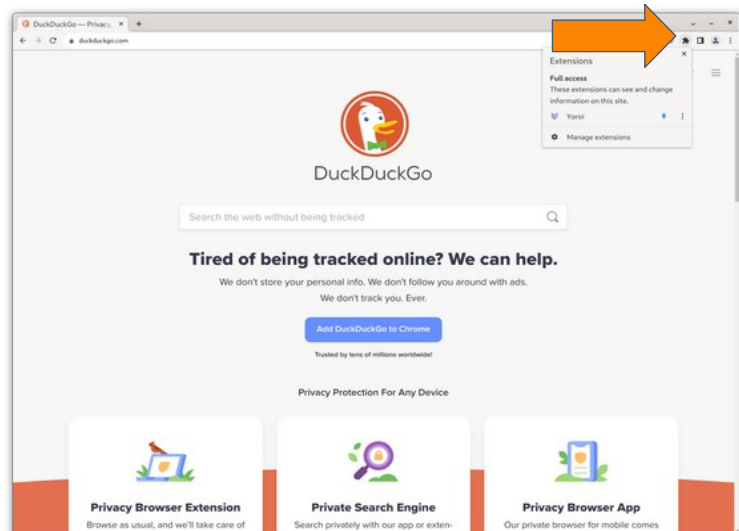 DuckDuckGo — Privacy,
duckduckgo.com
Extensions
Full access
These extensions can see and change
information on this site.
Yoroi
Manage extensions
DuckDuckGo
Search the web without being tracked
Tired of being tracked online? We can help.
We don't store your personal info. We don't follow you around with ads.
We don't track you. Ever.
Add DuckDuckGo to Chrome
Trusted by tens of millions worldwide!
Privacy Protection For Any Device
Privacy Browser Extension
Browse as usual, and we'll take care of
Private Search Engine
Search privately with our app or exten-
Privacy Browser App
Our private browser for mobile comes